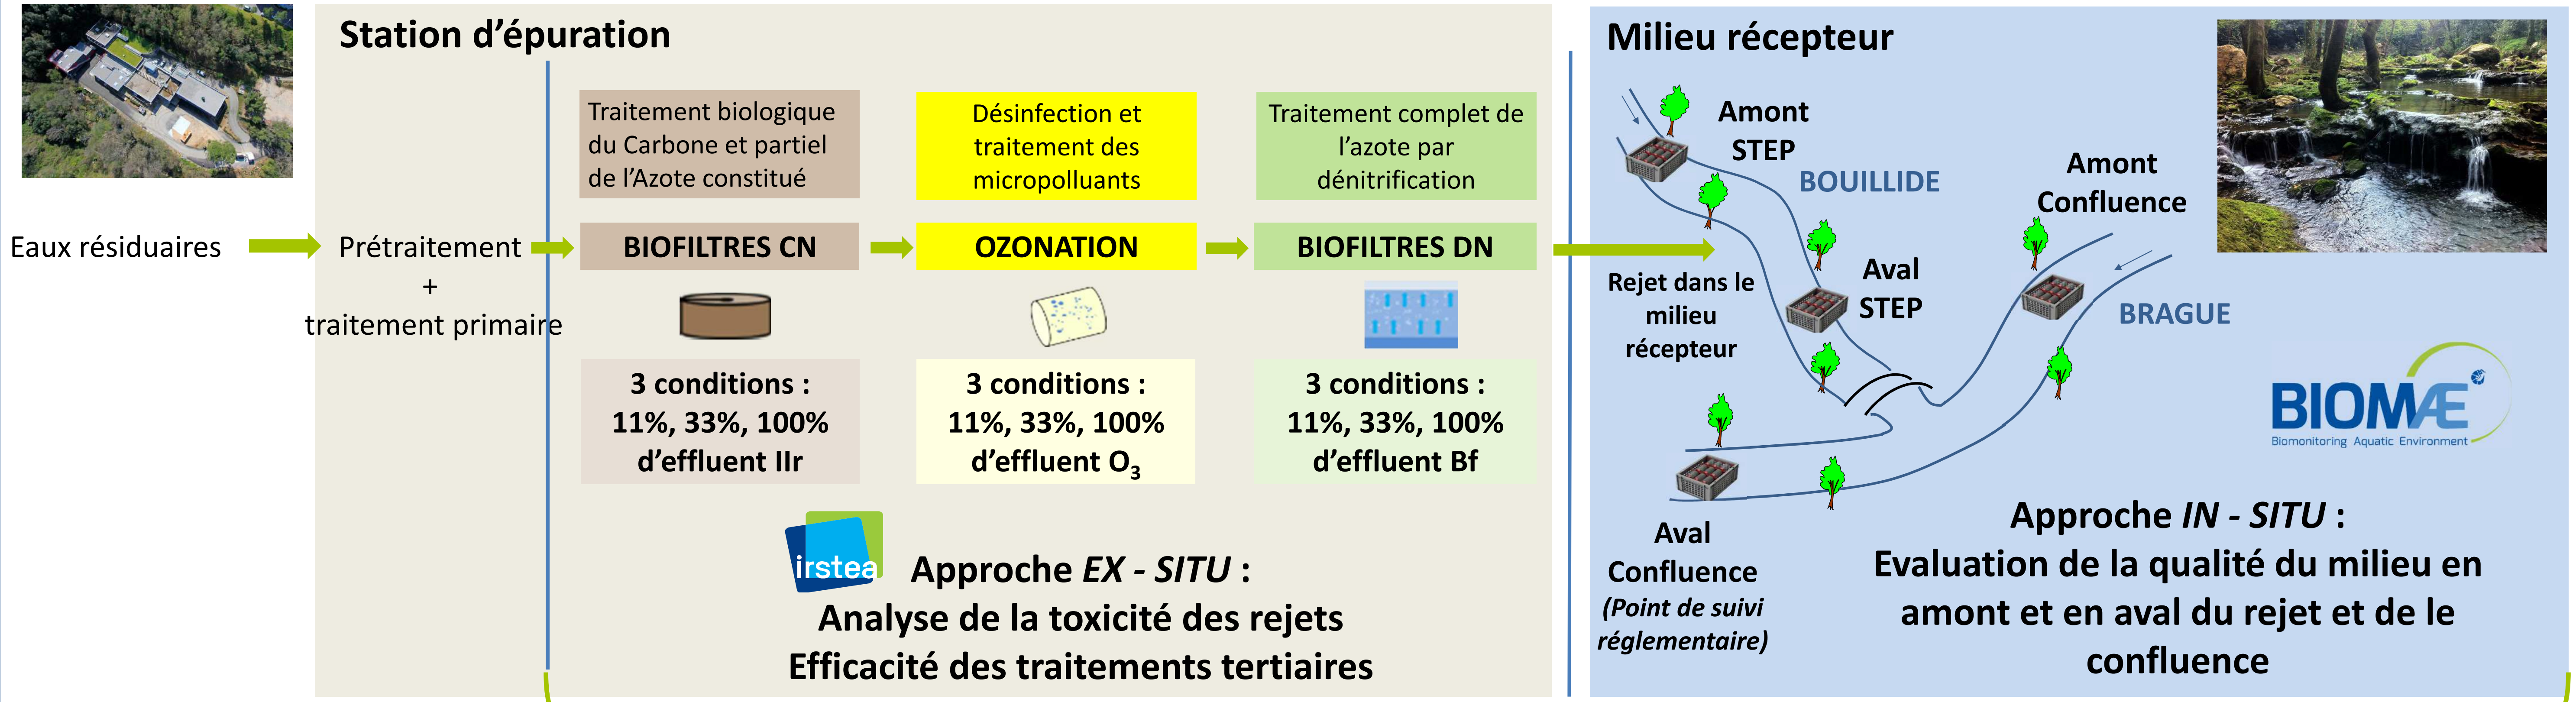 Station d’épuration
Eaux résiduaires
Prétraitement
+
traitement primaire
Traitement biologique
du Carbone et partiel
de l’Azote constitué
BIOFILTRES CN
3 conditions :
11%, 33%, 100%
d’effluent IIr
Désinfection et
traitement des
micropolluants
OZONATION
3 conditions :
11%, 33%, 100%
d’effluent O3
Traitement complet de
l’azote par
dénitrification
BIOFILTRES DN
3 conditions :
11%, 33%, 100%
d’effluent Bf
irstea
Approche EX - SITU :
Analyse de la toxicité des rejets
Efficacité des traitements tertiaires
Milieu récepteur
Amont
STEP
BOUILLIDE
Amont
Confluence
Rejet dans le
milieu
récepteur
Aval
STEP
BRAGUE
BIOMÆ
Biomonitoring Aquatic Environment
Aval
Confluence
(Point de suivi
réglementaire)
Approche IN - SITU :
Evaluation de la qualité du milieu en
amont et en aval du rejet et de le
confluence